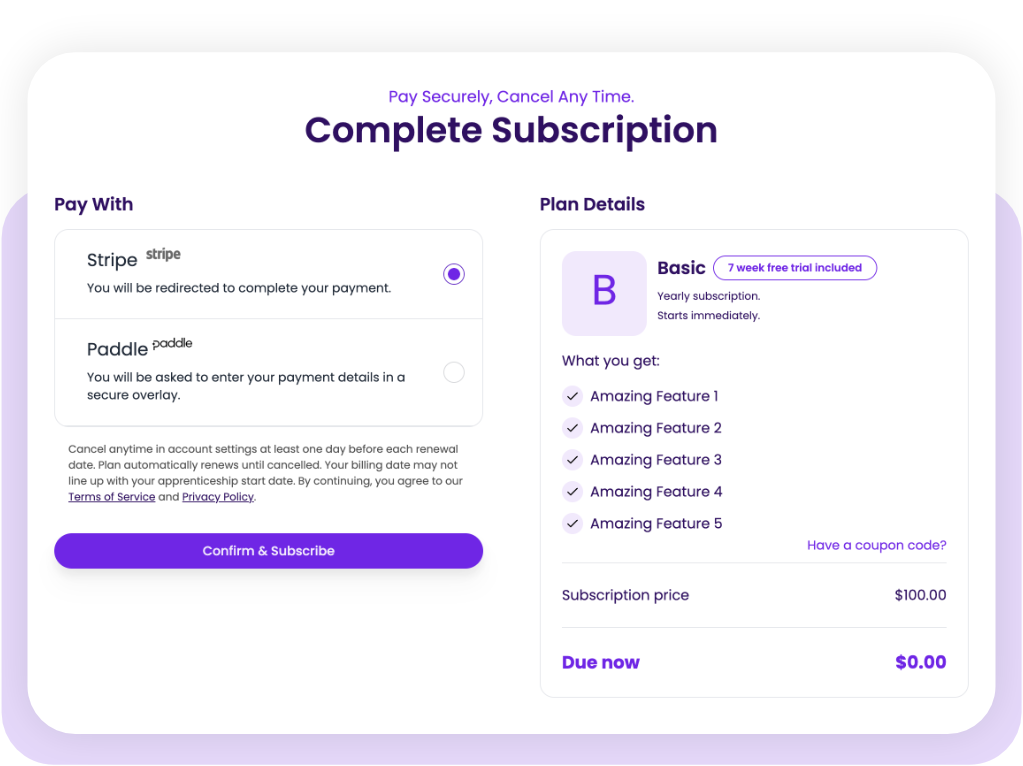 Pay Securely, Cancel Any Time.
Complete Subscription
Pay With
Stripe stripe
You will be redirected to complete your payment.
Paddle paddle
You will be asked to enter your payment details in a
secure overlay.
Cancel anytime in account settings at least one day before each renewal
date. Plan automatically renews until cancelled. Your billing date may not
line up with your apprenticeship start date. By continuing, you agree to our
Terms of Service and Privacy Policy.
Confirm & Subscribe
Plan Details
B
Basic 7 week free trial included
Yearly subscription.
Starts immediately.
What you get:
Amazing Feature 1
Amazing Feature 2
Amazing Feature 3
Amazing Feature 4
Amazing Feature 5
Have a coupon code?
Subscription price $100.00
Due now $0.00